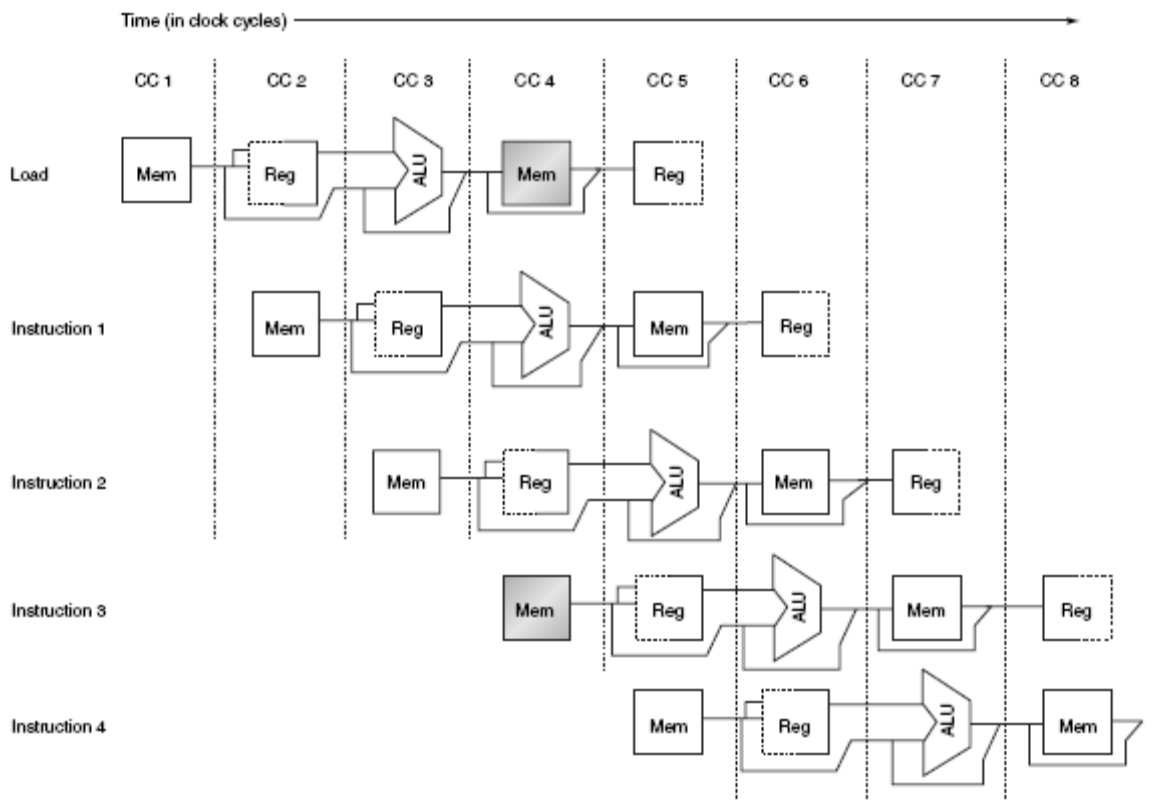 Time (in clock cycles)
CC 1 CC 2 CC 3 CC 4 CC 5 CC 6 CC 7 CC 8
Load Mem Reg ALU Mem Reg
Instruction 1 Mem Reg ALU Mem Reg
Instruction 2 Mem Reg ALU Mem Reg
Instruction 3 Mem Reg ALU Mem Reg
Instruction 4 Mem Reg ALU Mem